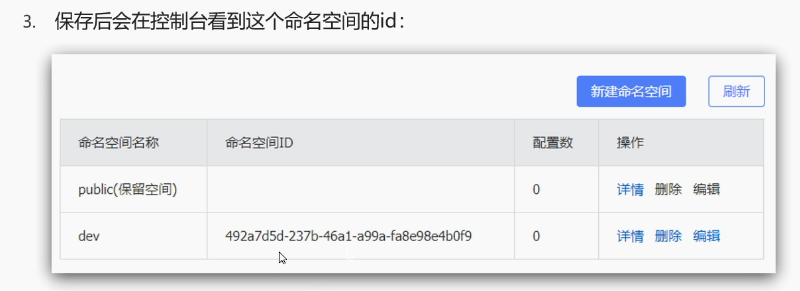 3. 保存后会在控制台看到这个命名空间的id：
新建命名空间 刷新
命名空间名称 命名空间ID 配置数 操作
public(保留空间) 0 详情 删除 编辑
dev 492a7d5d-237b-46a1-a99a-fa8e98e4b0f9 0 详情 删除 编辑